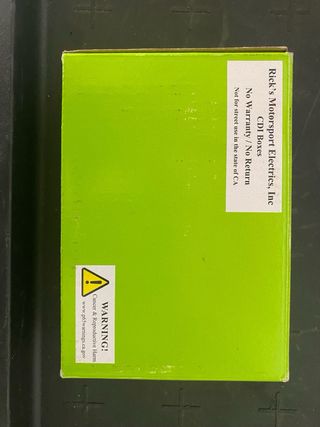 Rick's Motorsport Electrics, Inc
CDI Boxes
No Warranty / No Return
Not for street use in the state of CA
WARNING!
Cancer & Reproductive Harm
www.p65warnings.ca.gov